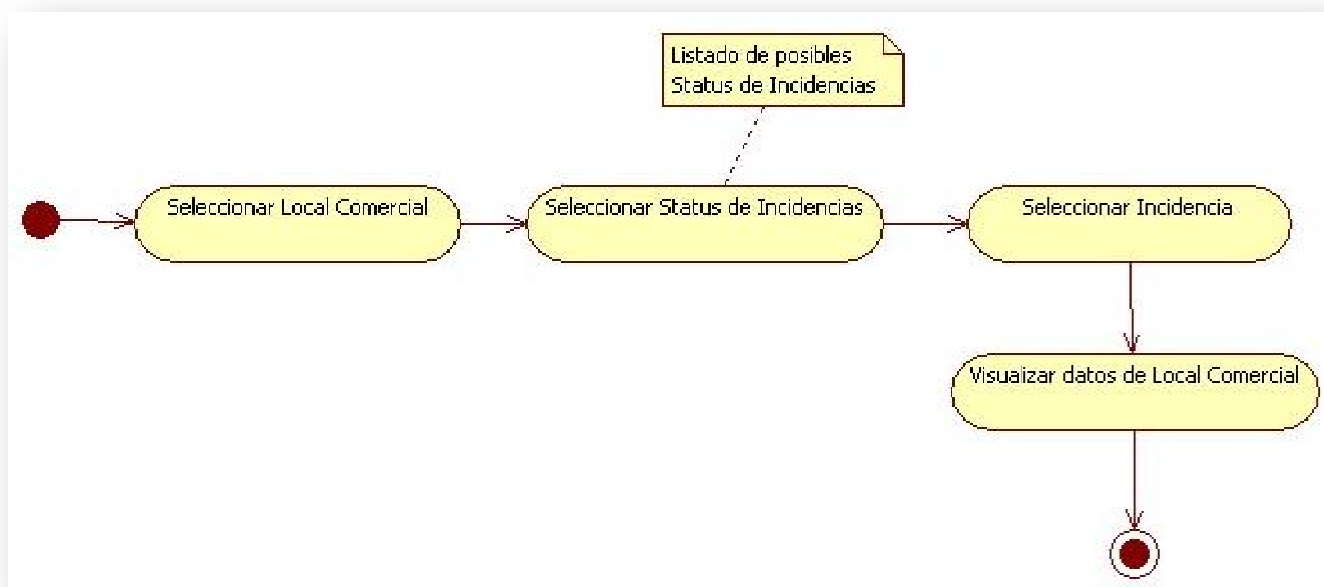 Listado de posibles
Status de Incidencias
Seleccionar Local Comercial
Seleccionar Status de Incidencias
Seleccionar Incidencia
Visuaizar datos de Local Comercial